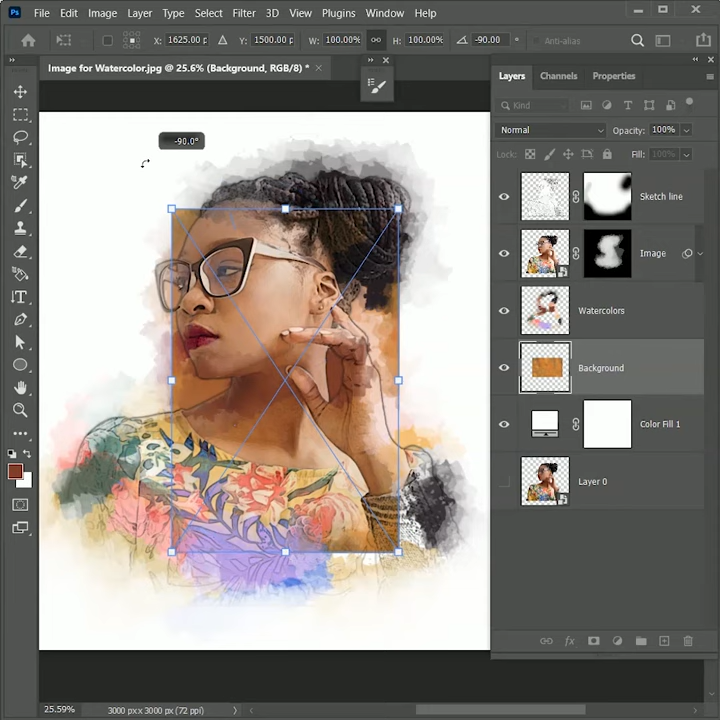 Ps File Edit Image Layer Type Select Filter 3D View Plugins Window Help
X: 1625.00 p Y: 1500.00 p W: 100.00% H: 100.00% -90.00 ° Anti-alias
Image for Watercolor.jpg @ 25.6% (Background, RGB/8) *
Layers Channels Properties
Kind
Normal Opacity: 100%
Lock: Fill: 100%
-90.0°
Sketch line
Image
Watercolors
Background
Color Fill 1
Layer 0
fx
25.59% 3000 px x 3000 px (72 ppi)